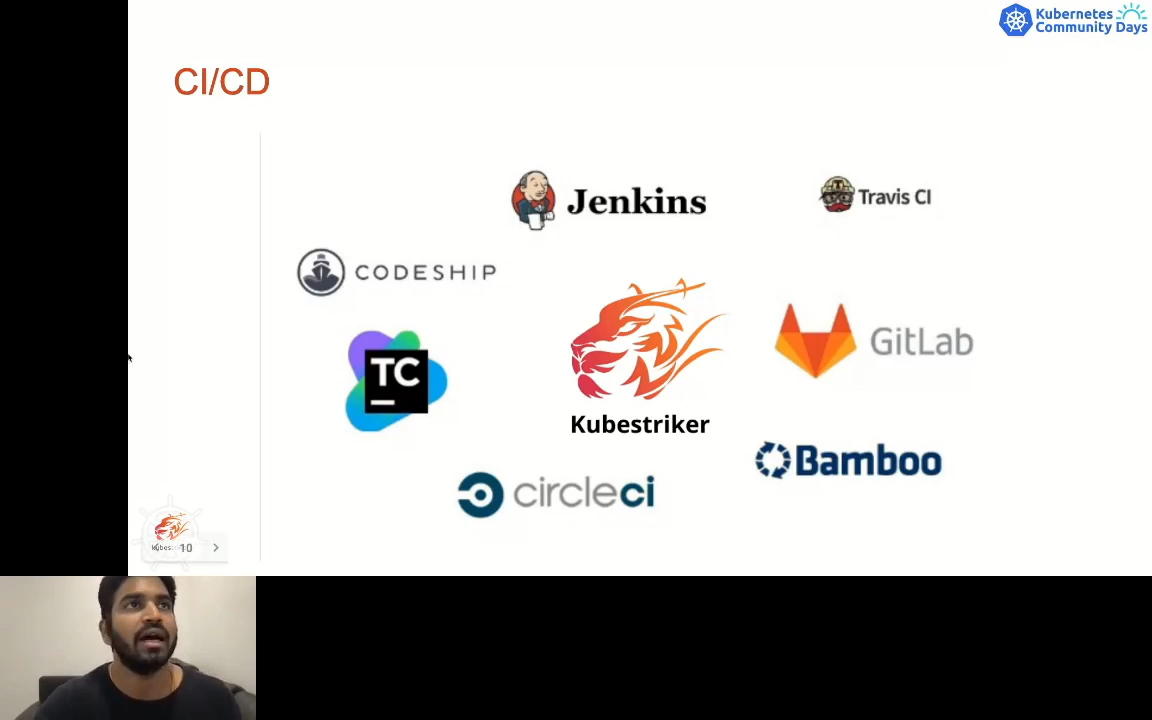 Kubernetes
Community Days
CI/CD
Jenkins
Travis CI
CODESHIP
TC
GitLab
Kubestriker
Bamboo
circleci
10